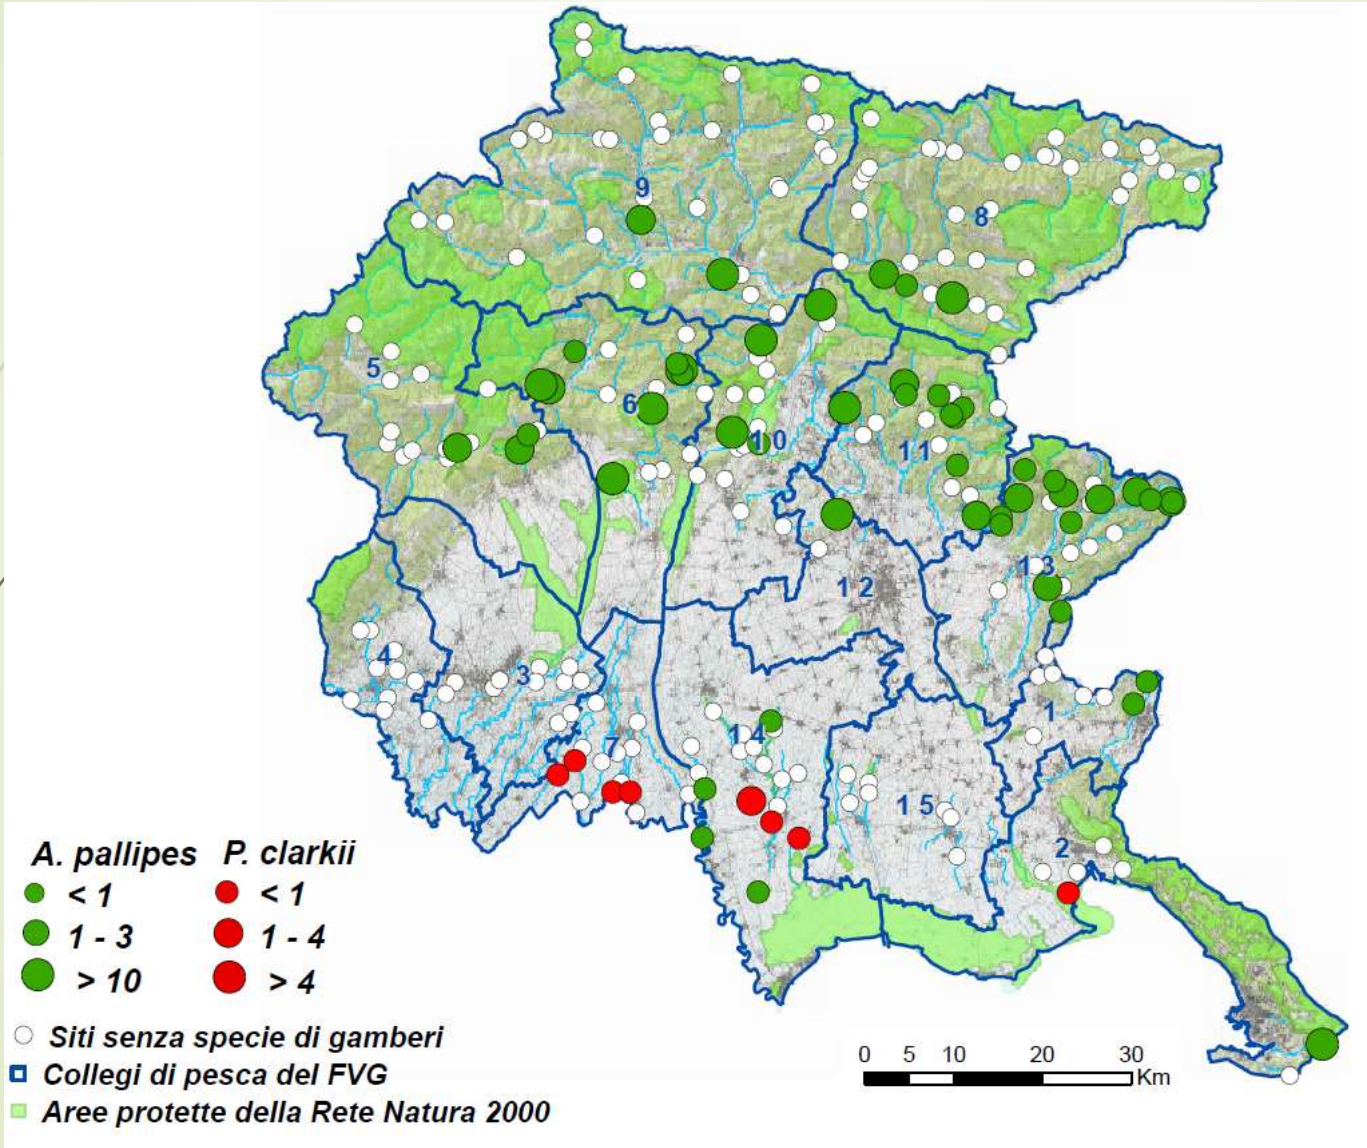 9
8
5
6
10
11
12
13
4
3
7
14
15
1
2
A. pallipes P. clarkii
< 1 < 1
1 - 3 1 - 4
> 10 > 4
Siti senza specie di gamberi
Collegi di pesca del FVG
Aree protette della Rete Natura 2000
0 5 10 20 30
Km